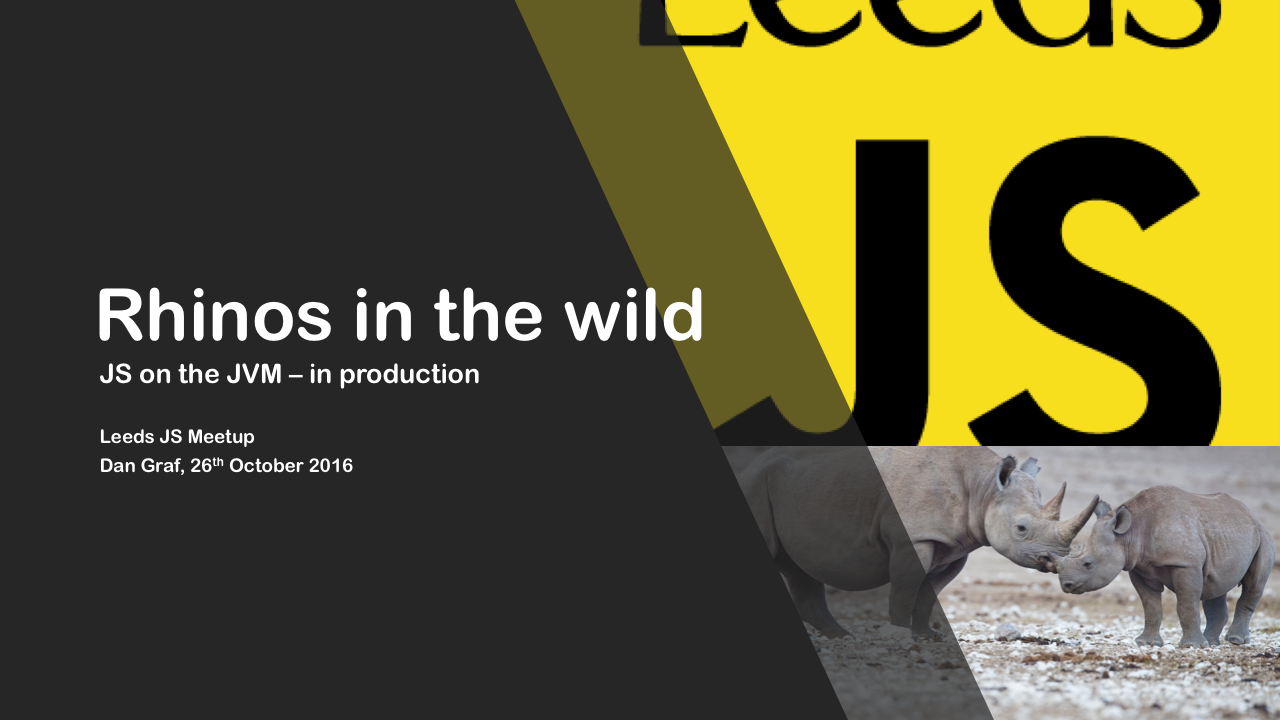 Leeds
JS
Rhinos in the wild
JS on the JVM – in production
Leeds JS Meetup
Dan Graf, 26th October 2016